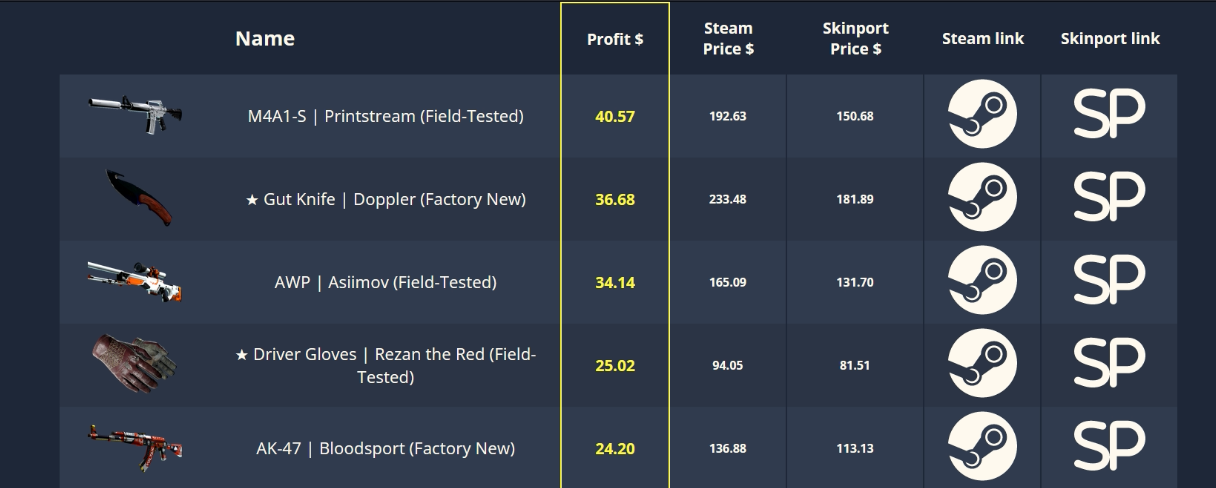 Name Profit $ Steam Price $ Skinport Price $ Steam link Skinport link
M4A1-S | Printstream (Field-Tested) 40.57 192.63 150.68 SP
★ Gut Knife | Doppler (Factory New) 36.68 233.48 181.89 SP
AWP | Asiimov (Field-Tested) 34.14 165.09 131.70 SP
★ Driver Gloves | Rezan the Red (Field-
Tested) 25.02 94.05 81.51 SP
AK-47 | Bloodsport (Factory New) 24.20 136.88 113.13 SP